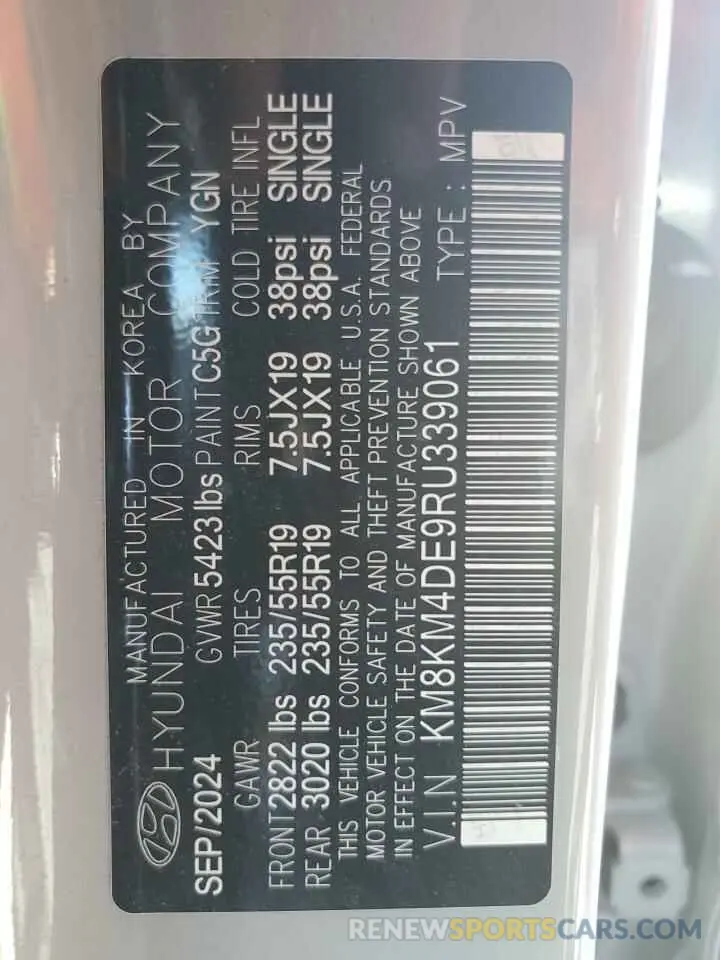 MANUFACTURED IN KOREA BY
HYUNDAI MOTOR COMPANY
SEP/2024 GVWR 5423 lbs PAINT C5G TRIM YGN
GAWR TIRES RIMS COLD TIRE INFL
FRONT 2822 lbs 235/55R19 7.5JX19 38psi SINGLE
REAR 3020 lbs 235/55R19 7.5JX19 38psi SINGLE
THIS VEHICLE CONFORMS TO ALL APPLICABLE U.S.A. FEDERAL
MOTOR VEHICLE SAFETY AND THEFT PREVENTION STANDARDS
IN EFFECT ON THE DATE OF MANUFACTURE SHOWN ABOVE
V.I.N KM8KM4DE9RU339061 TYPE : MPV
RENEWSPORTSCARS.COM